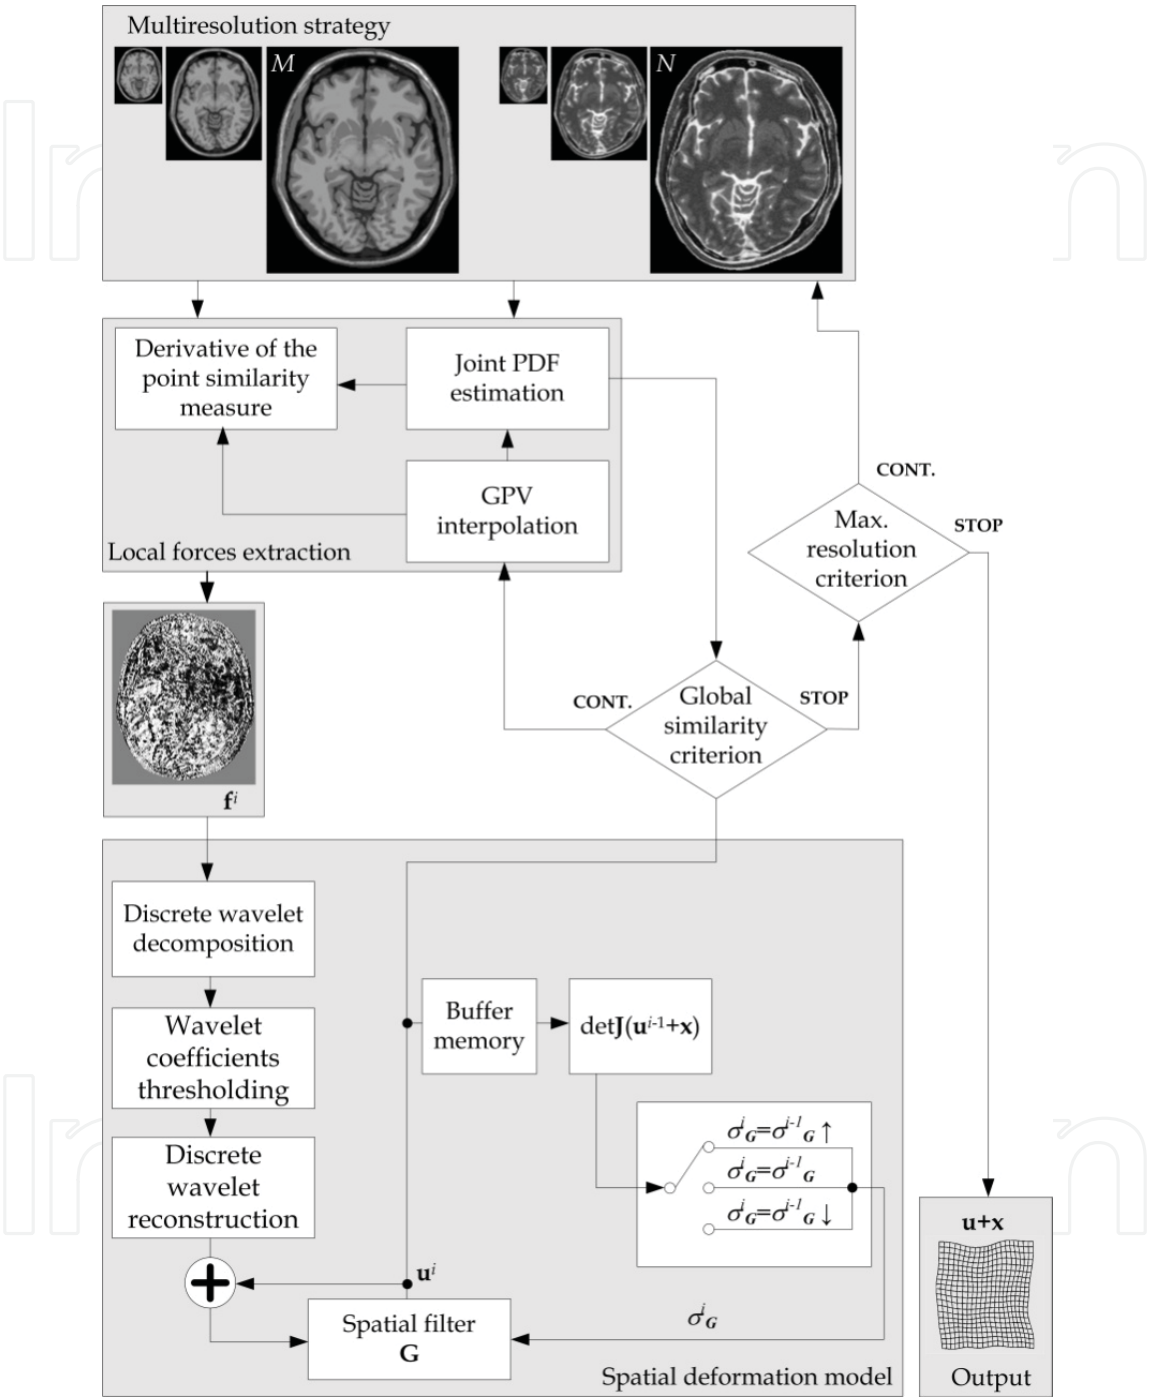 Multiresolution strategy
M
N
Derivative of the
point similarity
measure
Joint PDF
estimation
GPV
interpolation
Local forces extraction
CONT.
Max.
resolution
criterion
STOP
f^i
CONT.
Global
similarity
criterion
STOP
Discrete wavelet
decomposition
Wavelet
coefficients
thresholding
Discrete
wavelet
reconstruction
Buffer
memory
detJ(u^{i-1}+x)
σ^i_G=σ^{i-1}_G ↑
σ^i_G=σ^{i-1}_G
σ^i_G=σ^{i-1}_G ↓
+
u^i
Spatial filter
G
σ^i_G
Spatial deformation model
u+x
Output